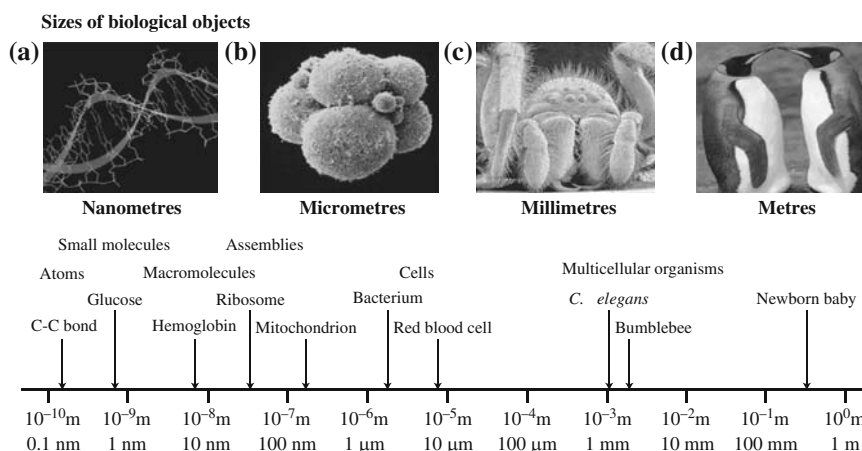 Sizes of biological objects
(a) (b) (c) (d)
Nanometres Micrometres Millimetres Metres
Small molecules Assemblies
Atoms Macromolecules Cells Multicellular organisms
Glucose Ribosome Bacterium C. elegans Newborn baby
C-C bond Hemoglobin Mitochondrion Red blood cell Bumblebee
10⁻¹⁰m 10⁻⁹m 10⁻⁸m 10⁻⁷m 10⁻⁶m 10⁻⁵m 10⁻⁴m 10⁻³m 10⁻²m 10⁻¹m 10⁰m
0.1 nm 1 nm 10 nm 100 nm 1 μm 10 μm 100 μm 1 mm 10 mm 100 mm 1 m